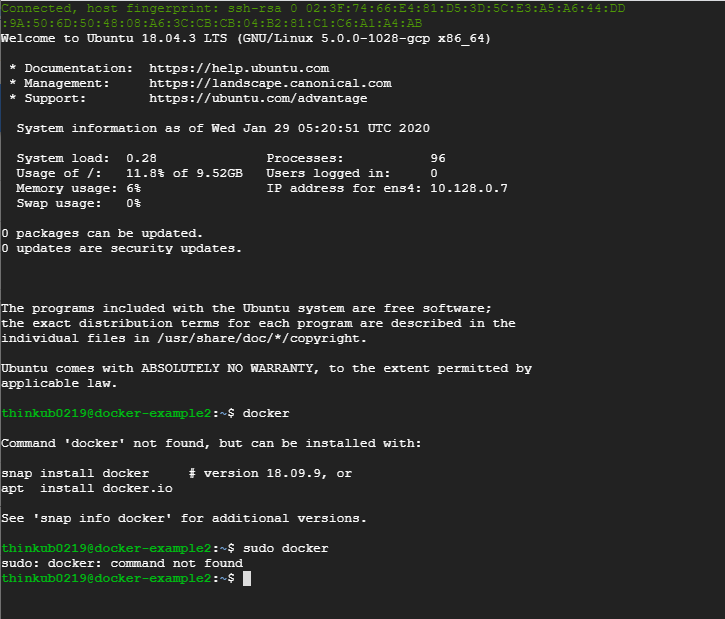 Connected, host fingerprint: ssh-rsa 0 02:3F:74:66:E4:81:D5:3D:5C:E3:A5:A6:44:DD
:9A:50:6D:50:48:08:A6:3C:CB:CB:04:B2:81:C1:C6:A1:A4:AB
Welcome to Ubuntu 18.04.3 LTS (GNU/Linux 5.0.0-1028-gcp x86_64)

 * Documentation:  https://help.ubuntu.com
 * Management:     https://landscape.canonical.com
 * Support:        https://ubuntu.com/advantage

  System information as of Wed Jan 29 05:20:51 UTC 2020

  System load:  0.28              Processes:           96
  Usage of /:   11.8% of 9.52GB   Users logged in:     0
  Memory usage: 6%                IP address for ens4: 10.128.0.7
  Swap usage:   0%

0 packages can be updated.
0 updates are security updates.

The programs included with the Ubuntu system are free software;
the exact distribution terms for each program are described in the
individual files in /usr/share/doc/*/copyright.

Ubuntu comes with ABSOLUTELY NO WARRANTY, to the extent permitted by
applicable law.

thinkub0219@docker-example2:~$ docker

Command 'docker' not found, but can be installed with:

snap install docker     # version 18.09.9, or
apt  install docker.io

See 'snap info docker' for additional versions.

thinkub0219@docker-example2:~$ sudo docker
sudo: docker: command not found
thinkub0219@docker-example2:~$